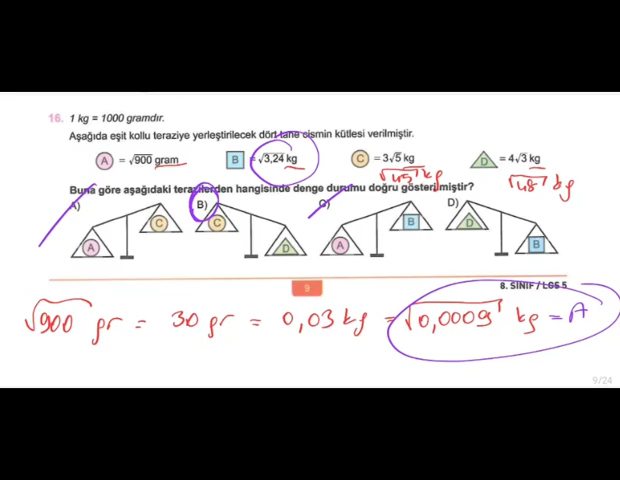 16. 1 kg = 1000 gramdır.
Aşağıda eşit kollu teraziye yerleştirilecek dört tane cismin kütlesi verilmiştir.
A = √900 gram B = √3,24 kg C = 3√5 kg D = 4√3 kg
√45 kg √48 kg
Buna göre aşağıdaki terazilerden hangisinde denge durumu doğru gösterilmiştir?
A) B) C) D)
A C C D A B D B
9
8. SINIF / LGS 5
√900 gr = 30 gr = 0,03 kg = √0,0009 kg = A
9/24